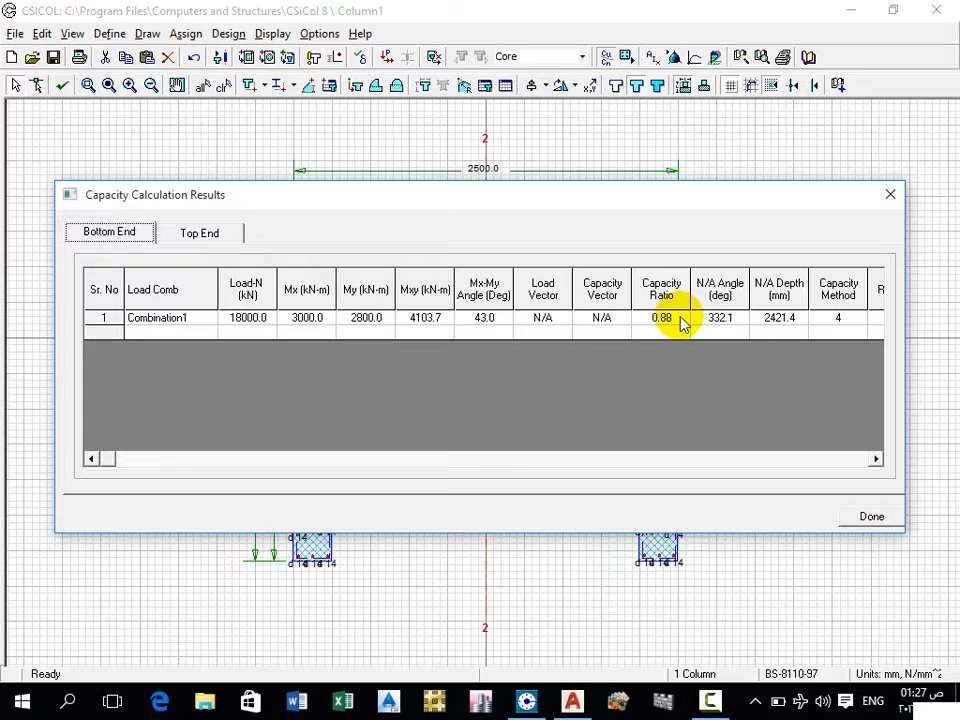 CSICOL: C:\Program Files\Computers and Structures\CSiCol 8 \ Column1
File Edit View Define Draw Assign Design Display Options Help
Core
2
2500.0
Capacity Calculation Results
Bottom End Top End
Sr. No Load Comb Load-N (kN) Mx (kN-m) My (kN-m) Mxy (kN-m) Mx-My Angle (Deg) Load Vector Capacity Vector Capacity Ratio N/A Angle (deg) N/A Depth (mm) Capacity Method R
1 Combination1 18000.0 3000.0 2800.0 4103.7 43.0 N/A N/A 0.88 332.1 2421.4 4
Done
2
Ready 1 Column BS-8110-97 Units: mm, N/mm^2
ENG 01:27 ص